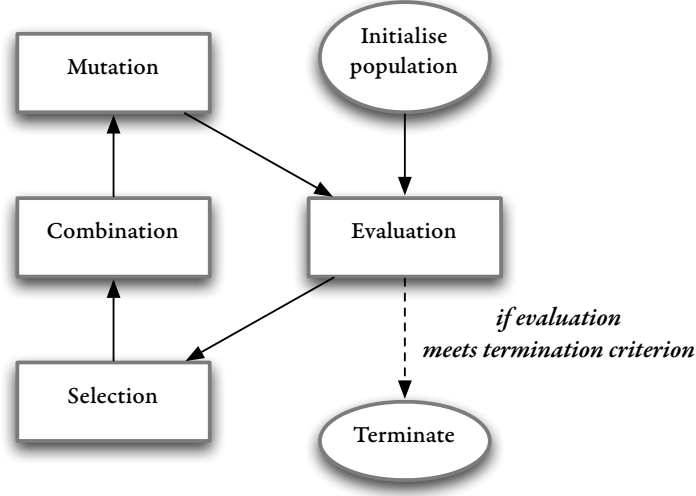 Initialise
population
Mutation
Combination
Evaluation
if evaluation
meets termination criterion
Selection
Terminate